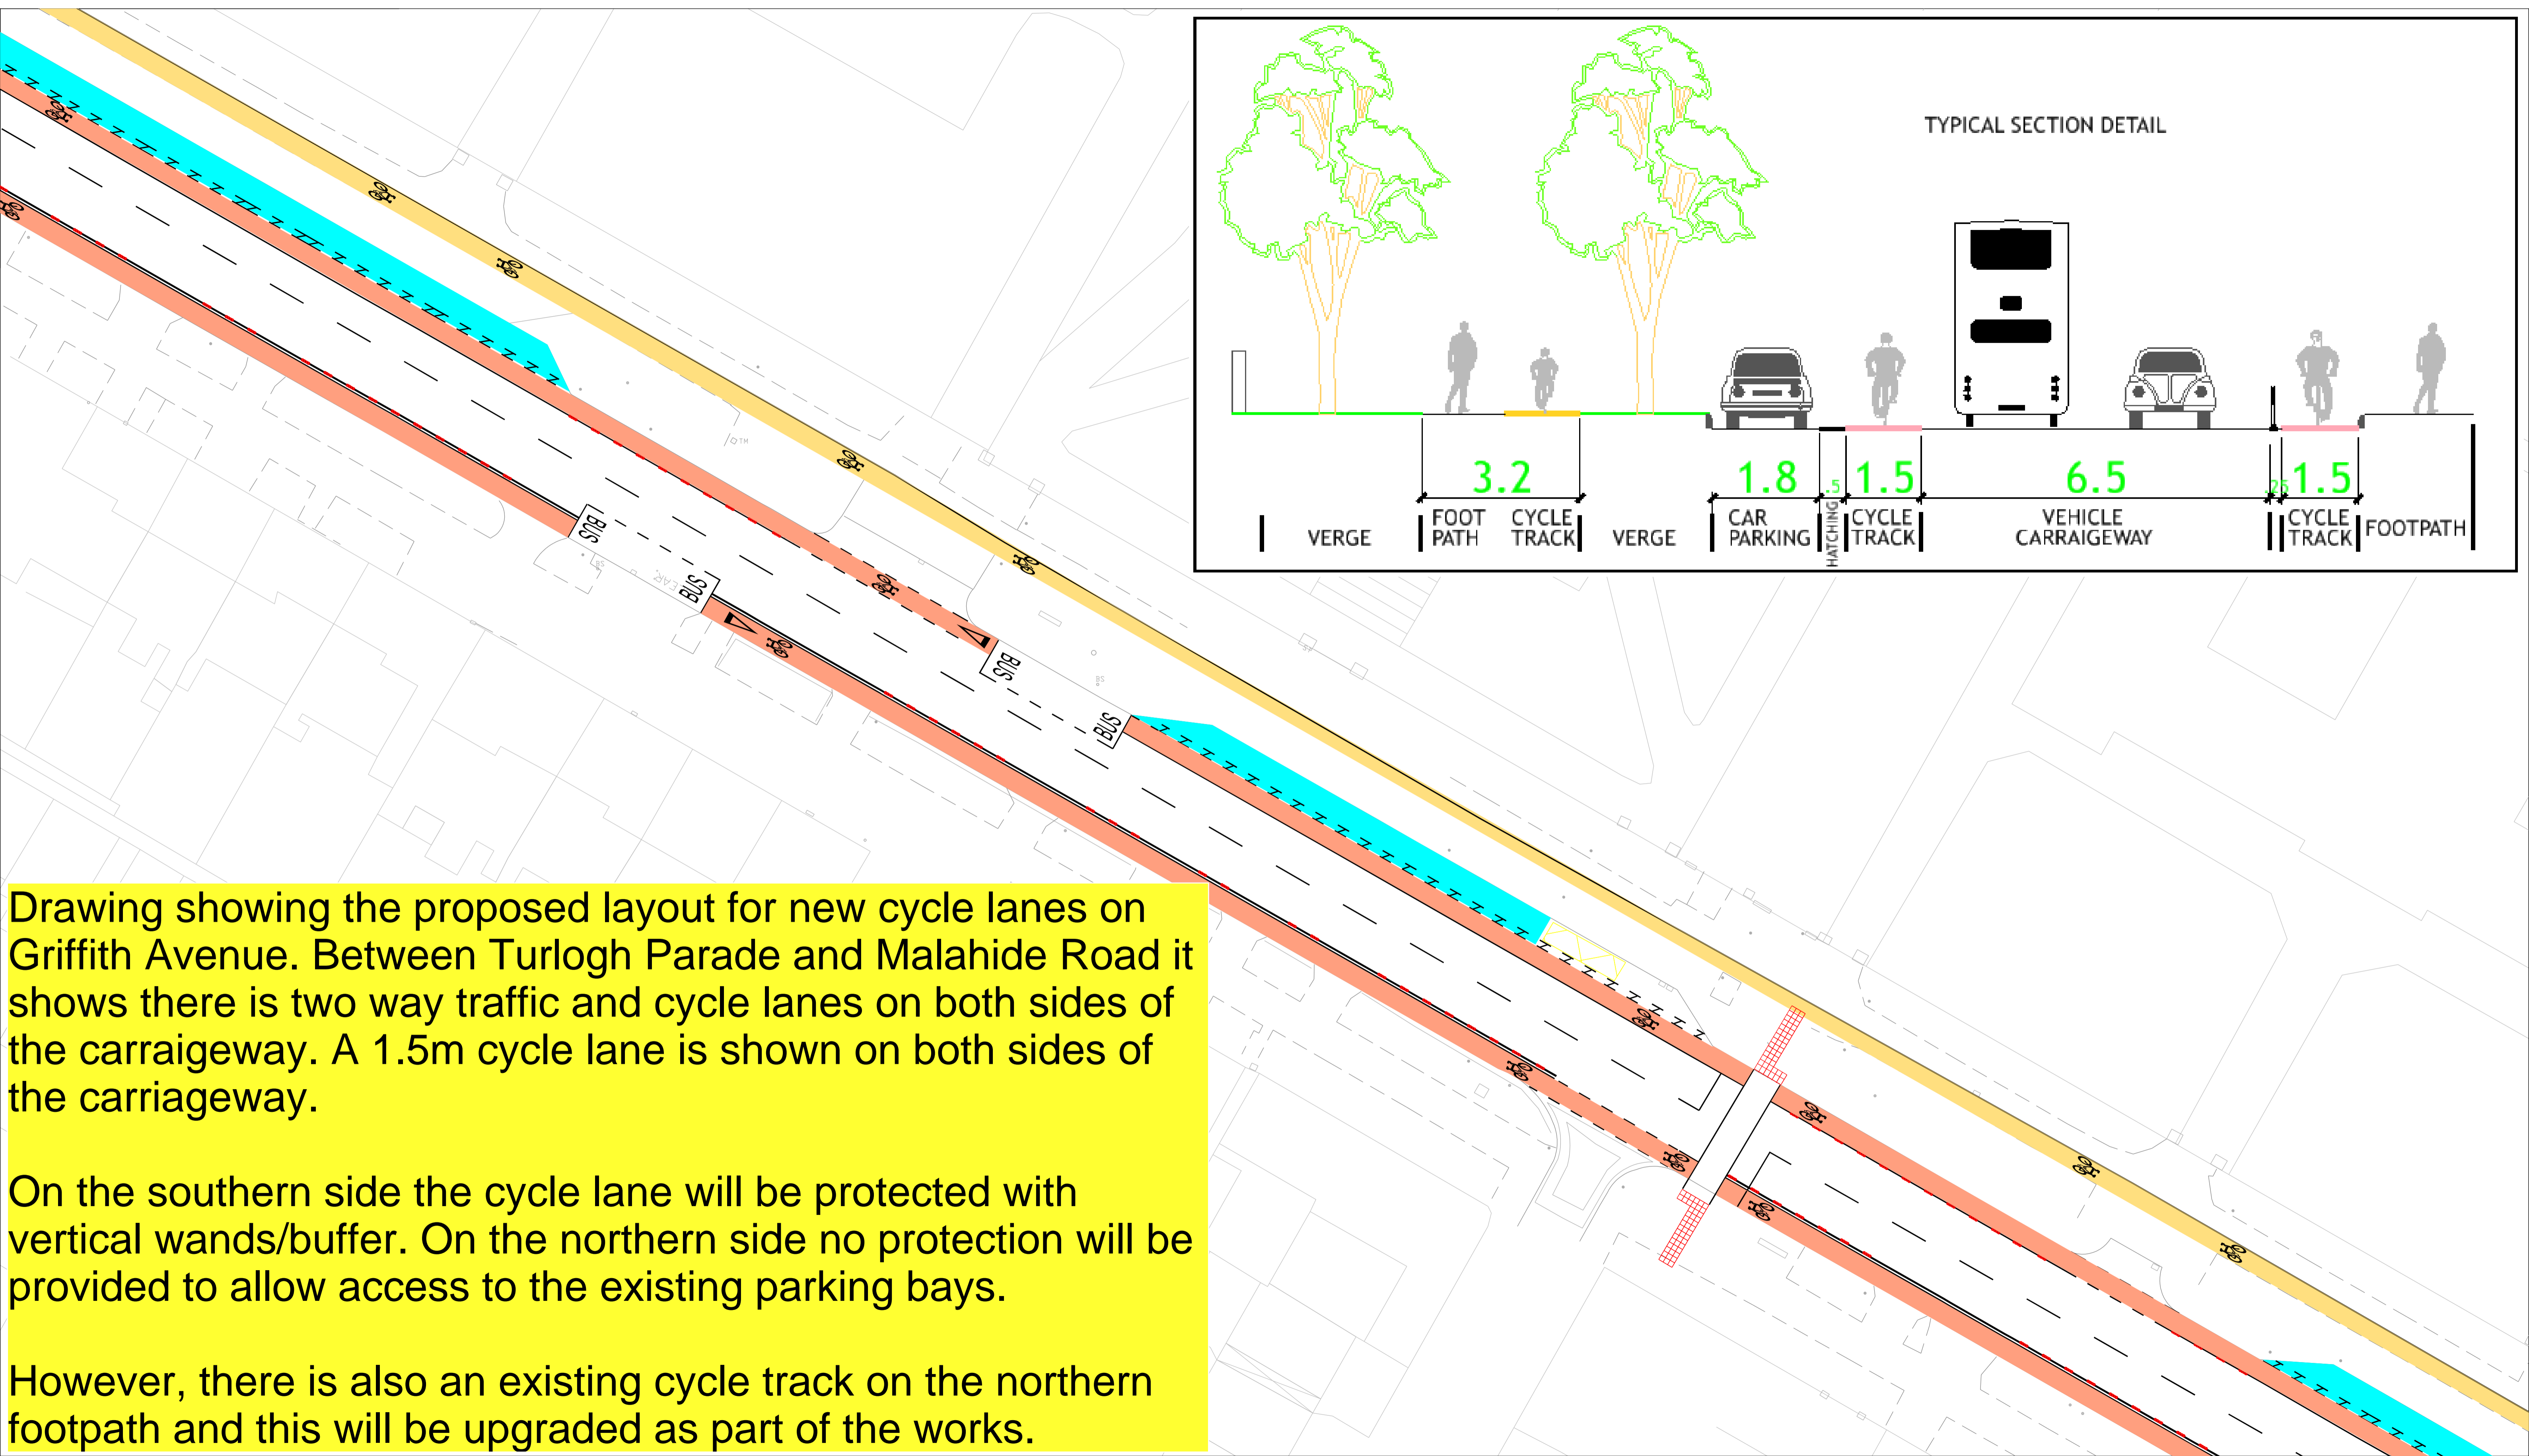 TYPICAL SECTION DETAIL
3.2
1.8
.5
1.5
6.5
.25
1.5
VERGE
FOOT
PATH
CYCLE
TRACK
VERGE
CAR
PARKING
HATCHING
CYCLE
TRACK
VEHICLE
CARRAIGEWAY
CYCLE
TRACK
FOOTPATH
TM
BUS
BS
BUS
BUS
BS
BUS
Drawing showing the proposed layout for new cycle lanes on
Griffith Avenue. Between Turlogh Parade and Malahide Road it
shows there is two way traffic and cycle lanes on both sides of
the carraigeway. A 1.5m cycle lane is shown on both sides of
the carriageway.
On the southern side the cycle lane will be protected with
vertical wands/buffer. On the northern side no protection will be
provided to allow access to the existing parking bays.
However, there is also an existing cycle track on the northern
footpath and this will be upgraded as part of the works.